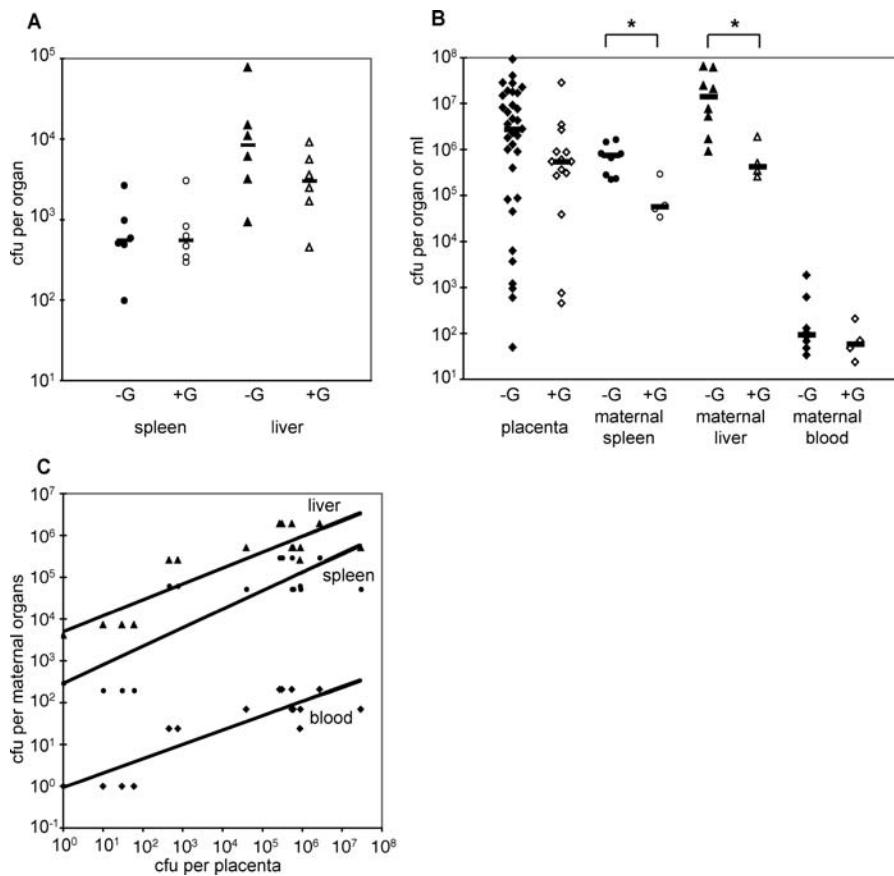 A
cfu per organ
10^5
10^4
10^3
10^2
10^1
-G +G -G +G
spleen liver
B
* *
cfu per organ or ml
10^8
10^7
10^6
10^5
10^4
10^3
10^2
10^1
-G +G -G +G -G +G -G +G
placenta maternal maternal maternal
spleen liver blood
C
cfu per maternal organs
10^7
10^6
10^5
10^4
10^3
10^2
10^1
10^0
10^-1
liver
spleen
blood
10^0 10^1 10^2 10^3 10^4 10^5 10^6 10^7 10^8
cfu per placenta